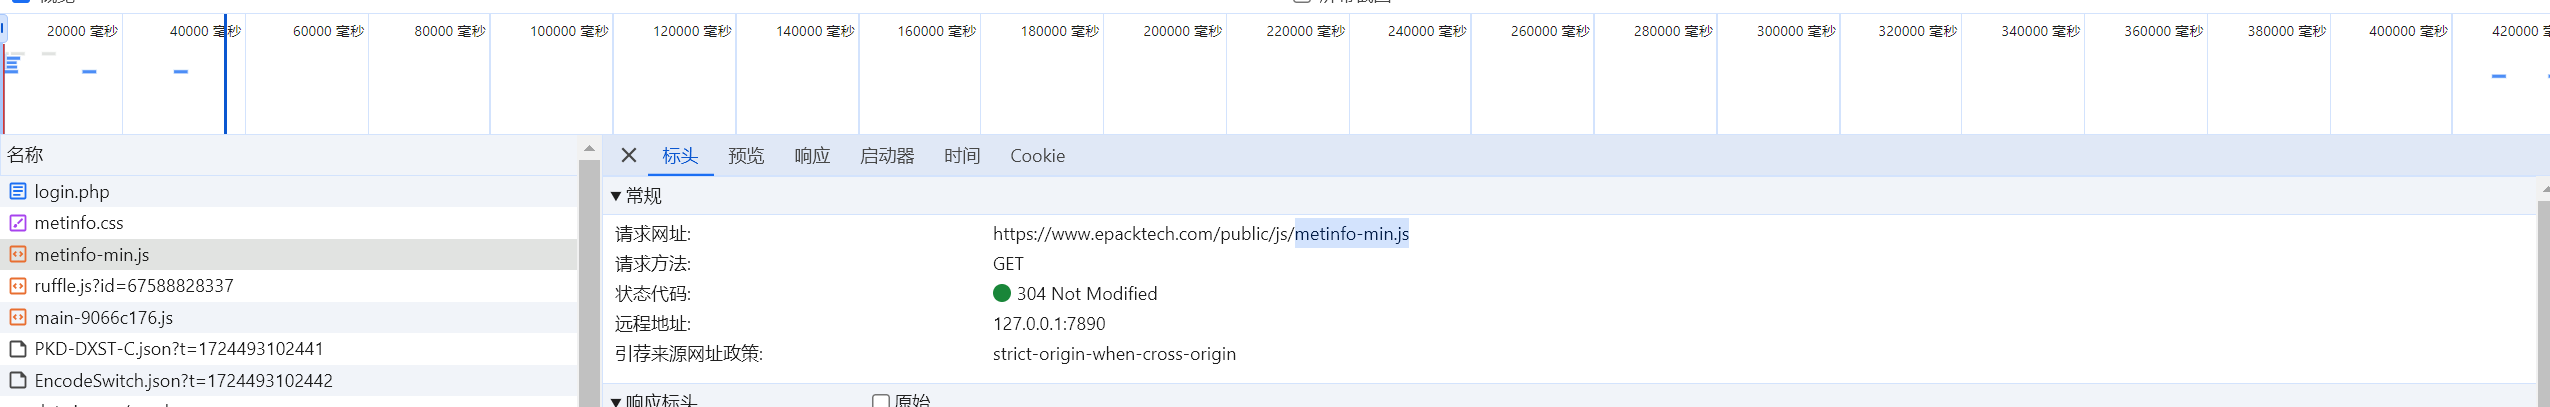 20000 毫秒 40000 毫秒 60000 毫秒 80000 毫秒 100000 毫秒 120000 毫秒 140000 毫秒 160000 毫秒 180000 毫秒 200000 毫秒 220000 毫秒 240000 毫秒 260000 毫秒 280000 毫秒 300000 毫秒 320000 毫秒 340000 毫秒 360000 毫秒 380000 毫秒 400000 毫秒 420000
名称
标头 预览 响应 启动器 时间 Cookie
login.php
常规
metinfo.css
请求网址: https://www.epacktech.com/public/js/metinfo-min.js
metinfo-min.js
请求方法: GET
ruffle.js?id=67588828337
状态代码: 304 Not Modified
main-9066c176.js
远程地址: 127.0.0.1:7890
PKD-DXST-C.json?t=1724493102441
引荐来源网址政策: strict-origin-when-cross-origin
EncodeSwitch.json?t=1724493102442
响应标头 原始